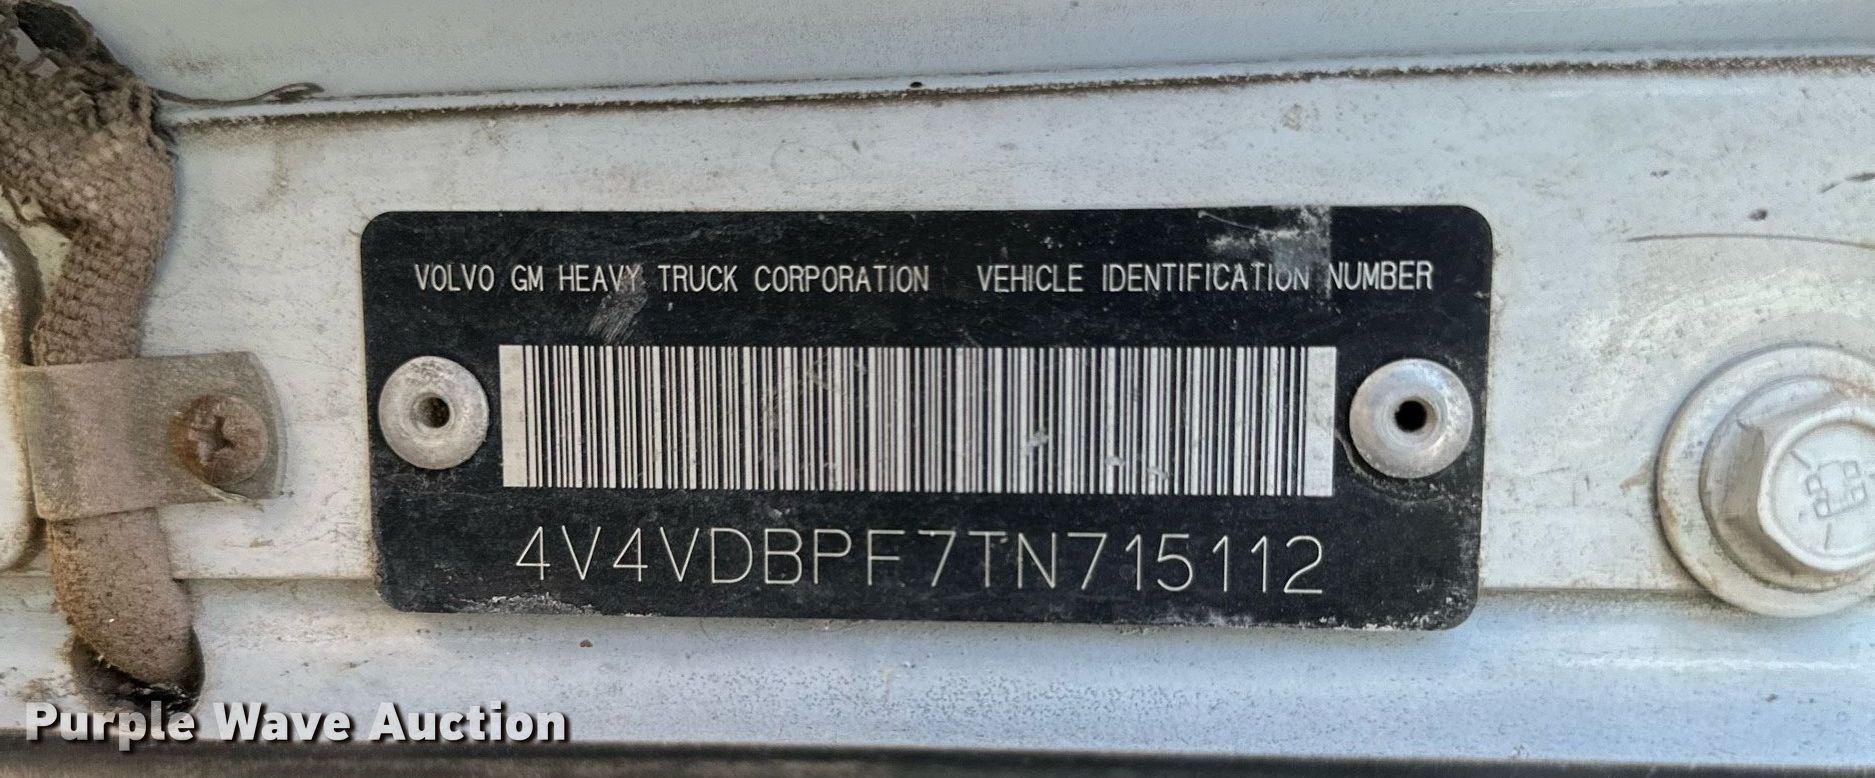 VOLVO GM HEAVY TRUCK CORPORATION VEHICLE IDENTIFICATION NUMBER
4V4VDBPF7TN715112
Purple Wave Auction